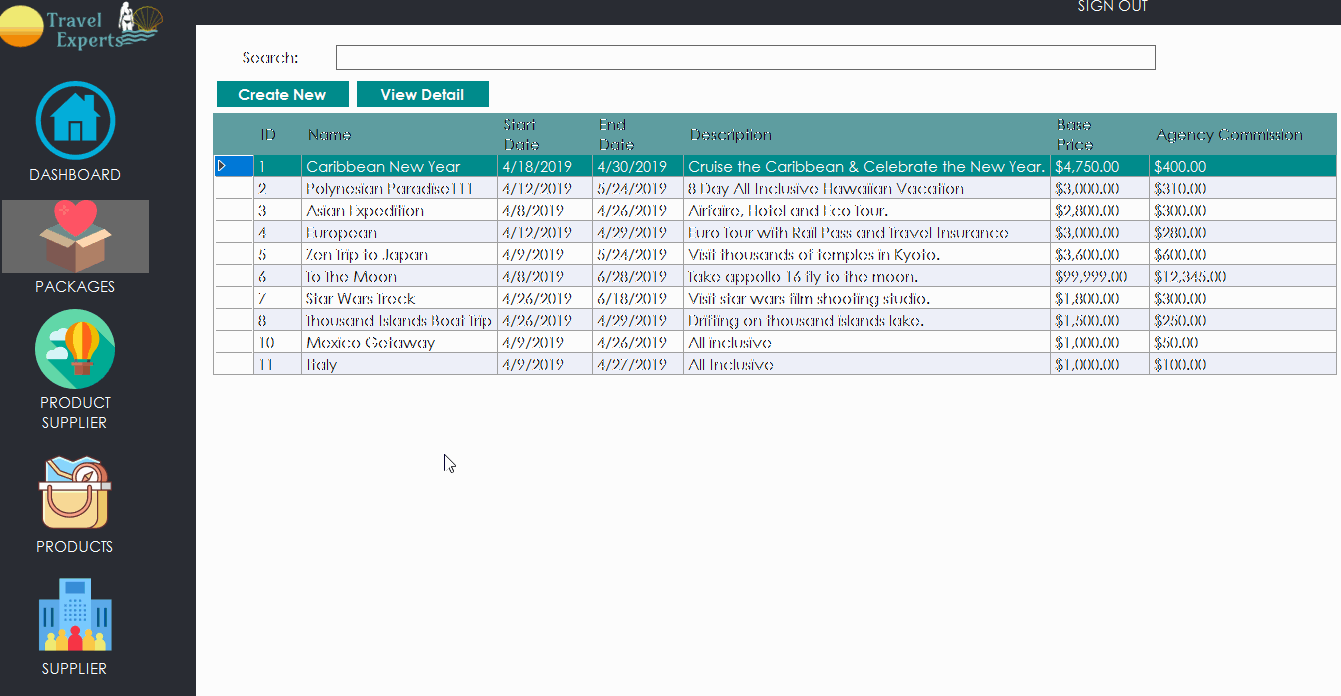 Travel
Experts
SIGN OUT
Search:
Create New View Detail
ID Name Start Date End Date Description Base Price Agency Commission
1 Caribbean New Year 4/18/2019 4/30/2019 Cruise the Caribbean & Celebrate the New Year. $4,750.00 $400.00
2 Polynesian Paradise111 4/12/2019 5/24/2019 8 Day All Inclusive Hawaiian Vacation $3,000.00 $310.00
3 Asian Expedition 4/8/2019 4/26/2019 Airfaire, Hotel and Eco Tour. $2,800.00 $300.00
4 European 4/12/2019 4/29/2019 Euro Tour with Rail Pass and Travel Insurance $3,000.00 $280.00
5 Zen Trip to Japan 4/9/2019 5/24/2019 Visit thousands of temples in Kyoto. $3,600.00 $600.00
6 To The Moon 4/8/2019 6/28/2019 Take appollo 16 fly to the moon. $99,999.00 $12,345.00
7 Star Wars Treck 4/26/2019 6/18/2019 Visit star wars film shooting studio. $1,800.00 $300.00
8 Thousand Islands Boat Trip 4/26/2019 4/29/2019 Drifting on thousand islands lake. $1,500.00 $250.00
10 Mexico Getaway 4/9/2019 4/26/2019 All inclusive $1,000.00 $50.00
11 Italy 4/9/2019 4/27/2019 All Inclusive $1,000.00 $100.00
DASHBOARD
PACKAGES
PRODUCT
SUPPLIER
PRODUCTS
SUPPLIER